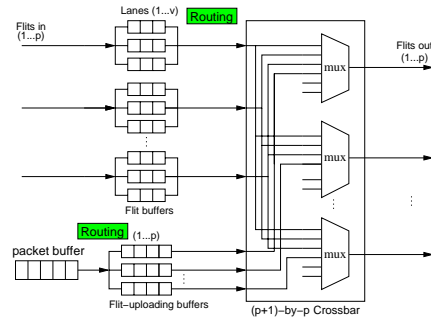 Flits in
(1...p)
Lanes (1...v)
Routing
Flits out
(1...p)
mux
mux
mux
Flit buffers
Routing
(1...p)
packet buffer
Flit-uploading buffers
(p+1)-by-p Crossbar